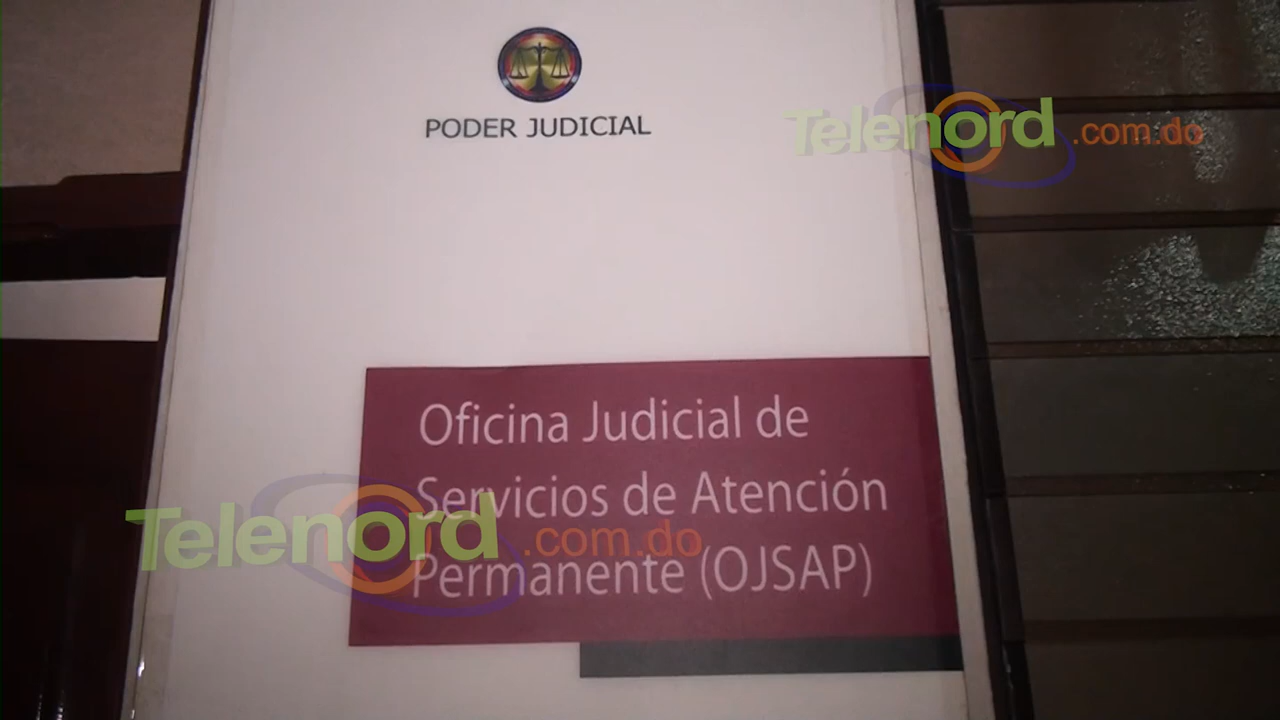 PODER JUDICIAL
Telenord.com.do
Oficina Judicial de
Servicios de Atención
Permanente (OJSAP)
Telenord.com.do